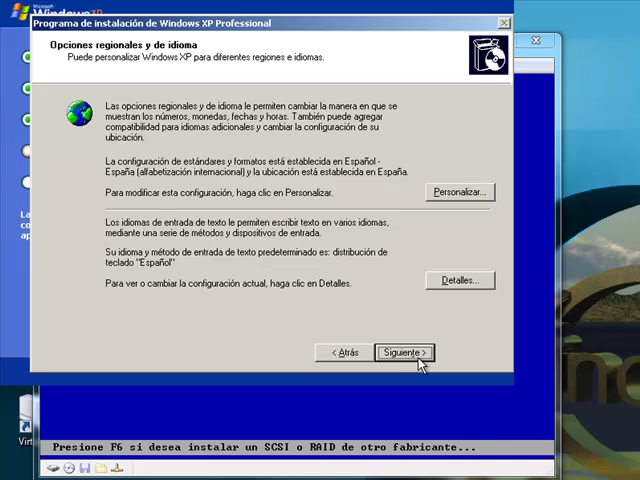 Microsoft
Windows XP
Programa de instalación de Windows XP Professional
Opciones regionales y de idioma
Puede personalizar Windows XP para diferentes regiones e idiomas.
Las opciones regionales y de idioma le permiten cambiar la manera en que se
muestran los números, monedas, fechas y horas. También puede agregar
compatibilidad para idiomas adicionales y cambiar la configuración de su
ubicación.
La configuración de estándares y formatos está establecida en Español -
España (alfabetización internacional) y la ubicación está establecida en España.
Para modificar esta configuración, haga clic en Personalizar.
Personalizar...
Los idiomas de entrada de texto le permiten escribir texto en varios idiomas,
mediante una serie de métodos y dispositivos de entrada.
Su idioma y método de entrada de texto predeterminado es: distribución de
teclado "Español"
Para ver o cambiar la configuración actual, haga clic en Detalles.
Detalles...
< Atrás
Siguiente >
La
co
ap
Virt
Presione F6 si desea instalar un SCSI o RAID de otro fabricante...